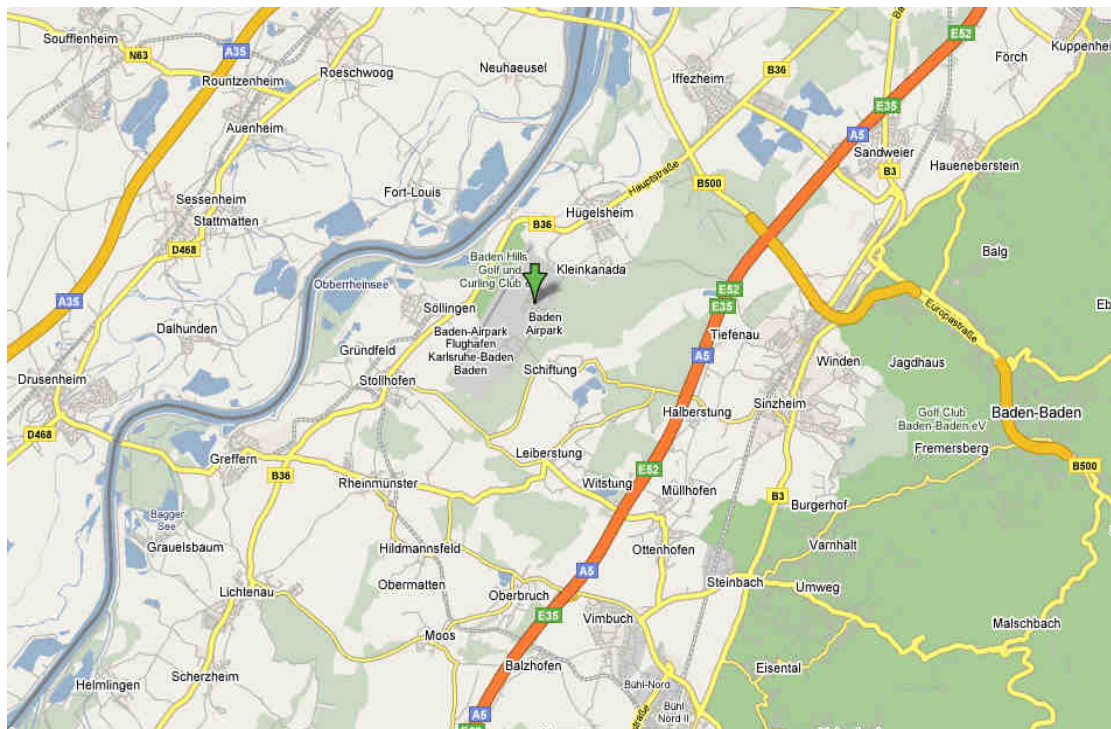 E52
Soufflenheim
A35
Kuppenheim
N63
Förch
Neuhaeusel
Roeschwoog
Iffezheim
B36
Rountzenheim
E35
Auenheim
A5
Sandweier
Haueneberstein
B3
Hauptstraße
B500
Fort-Louis
Sessenheim
Stattmatten
Hügelsheim
B36
D468
Baden Hills
Golf und
Curling Club e
Kleinkanada
Balg
Obberrheinsee
E52
E35
A35
Söllingen
Baden
Airpark
Europastraße
Eb
Dalhunden
Baden-Airpark
Flughafen
Karlsruhe-Baden
Baden
Tiefenau
Gründfeld
A5
Winden
Jagdhaus
Drusenheim
Stollhofen
Schiftung
Sinzheim
Halberstung
Golf Club
Baden-Baden eV
Baden-Baden
D468
Fremersberg
Greffern
Leiberstung
E52
B500
B36
Rheinmünster
Witstung
Müllhofen
B3
Burgerhof
Bagger
See
Grauelsbaum
Hildmannsfeld
Ottenhofen
Varnhalt
A5
Obermatten
Steinbach
Umweg
Lichtenau
Oberbruch
E35
Vimbuch
Malschbach
Moos
Balzhofen
Eisental
Scherzheim
Helmlingen
Bühl-Nord
A5
Bühl
Nord II